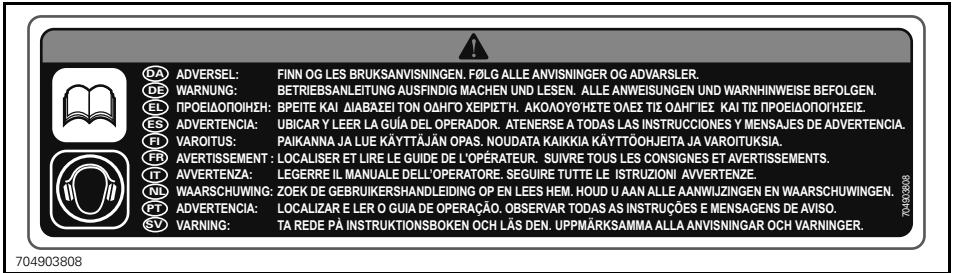 DA ADVERSEL: FINN OG LES BRUKSANVISNINGEN. FØLG ALLE ANVISNINGER OG ADVARSLER.
DE WARNUNG: BETRIEBSANLEITUNG AUSFINDIG MACHEN UND LESEN. ALLE ANWEISUNGEN UND WARNHINWEISE BEFOLGEN.
EL ΠΡΟΕΙΔΟΠΟΙΗΣΗ: ΒΡΕΙΤΕ ΚΑΙ ΔΙΑΒΆΣΕΙ ΤΟΝ ΟΔΗΓΌ ΧΕΙΡΙΣΤΉ. ΑΚΟΛΟΥΘΉΣΤΕ ΌΛΕΣ ΤΙΣ ΟΔΗΓΊΕΣ ΚΑΙ ΤΙΣ ΠΡΟΕΙΔΟΠΟΙΉΣΕΙΣ.
ES ADVERTENCIA: UBICAR Y LEER LA GUÍA DEL OPERADOR. ATENERSE A TODAS LAS INSTRUCCIONES Y MENSAJES DE ADVERTENCIA.
FI VAROITUS: PAIKANNA JA LUE KÄYTTÄJÄN OPAS. NOUDATA KAIKKIA KÄYTTÖOHJEITA JA VAROITUKSIA.
FR AVERTISSEMENT : LOCALISER ET LIRE LE GUIDE DE L'OPÉRATEUR. SUIVRE TOUS LES CONSIGNES ET AVERTISSEMENTS.
IT AVVERTENZA: LEGERRE IL MANUALE DELL'OPERATORE. SEGUIRE TUTTE LE ISTRUZIONI AVVERTENZE.
NL WAARSCHUWING: ZOEK DE GEBRUIKERSHANDLEIDING OP EN LEES HEM. HOUD U AAN ALLE AANWIJZINGEN EN WAARSCHUWINGEN.
PT ADVERTENCIA: LOCALIZAR E LER O GUIA DE OPERAÇÃO. OBSERVAR TODAS AS INSTRUÇÕES E MENSAGENS DE AVISO.
SV VARNING: TA REDE PÀ INSTRUKTIONSBOKEN OCH LÄS DEN. UPPMÄRKSAMMA ALLA ANVISNINGAR OCH VARNINGER.
704903808
704903808